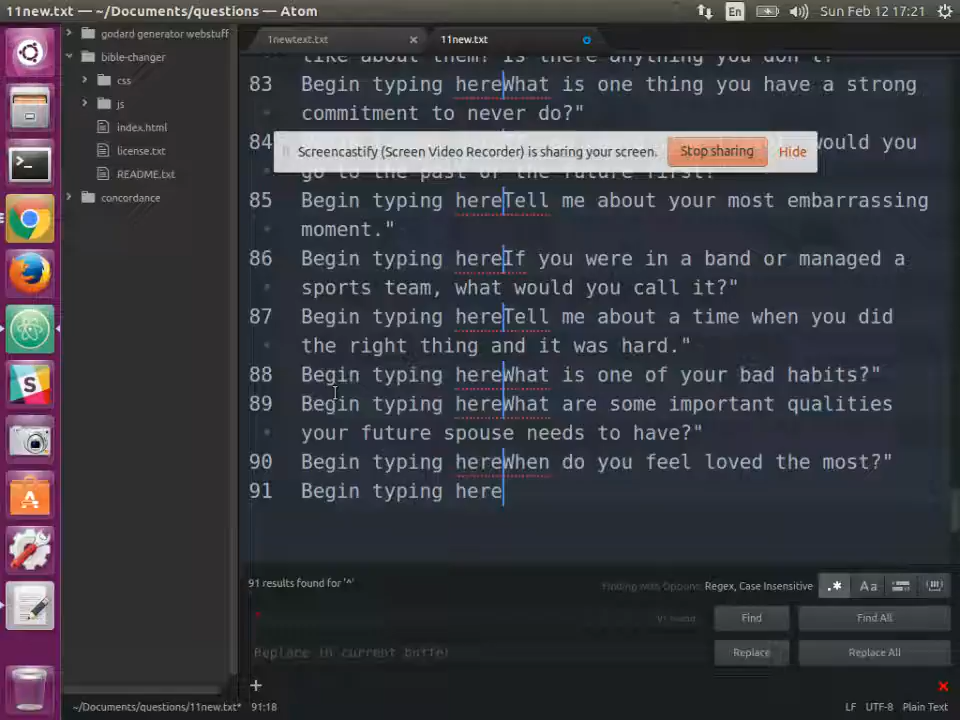 11new.txt — ~/Documents/questions — Atom
En
Sun Feb 12 17:21
godard generator webstuff
bible-changer
css
js
index.html
license.txt
README.txt
concordance
1newtext.txt
11new.txt
like about them? Is there anything you don't?
83 Begin typing hereWhat is one thing you have a strong
commitment to never do?"
84 would you
go to the past or the future first?
Screencastify (Screen Video Recorder) is sharing your screen.
Stop sharing
Hide
85 Begin typing hereTell me about your most embarrassing
moment."
86 Begin typing hereIf you were in a band or managed a
sports team, what would you call it?"
87 Begin typing hereTell me about a time when you did
the right thing and it was hard."
88 Begin typing hereWhat is one of your bad habits?"
89 Begin typing hereWhat are some important qualities
your future spouse needs to have?"
90 Begin typing hereWhen do you feel loved the most?"
91 Begin typing here
91 results found for '^'
Finding with Options: Regex, Case Insensitive
.*
Aa
^
Find
Find All
Replace in current buffer
Replace
Replace All
+
~/Documents/questions/11new.txt* 91:18
LF UTF-8 Plain Text